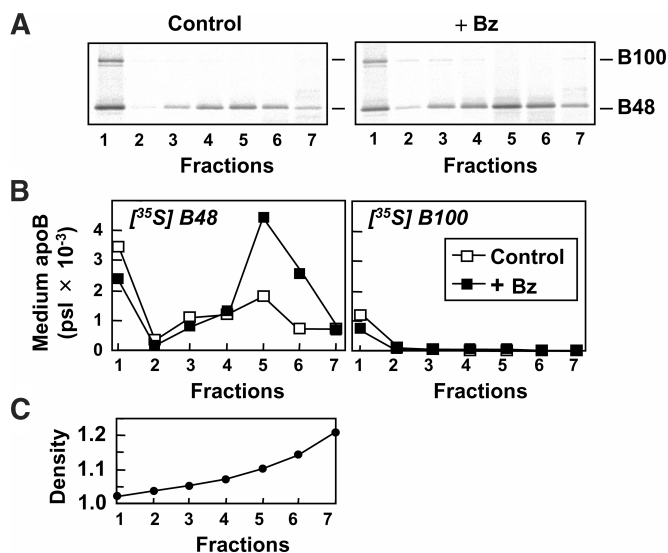 A
Control
+ Bz
B100
B48
1 2 3 4 5 6 7
1 2 3 4 5 6 7
Fractions
Fractions
B
Medium apoB
(psl × 10⁻³)
4
3
2
1
0
[³⁵S] B48
[³⁵S] B100
Control
+ Bz
1 2 3 4 5 6 7
1 2 3 4 5 6 7
Fractions
Fractions
C
Density
1.2
1.1
1.0
1 2 3 4 5 6 7
Fractions